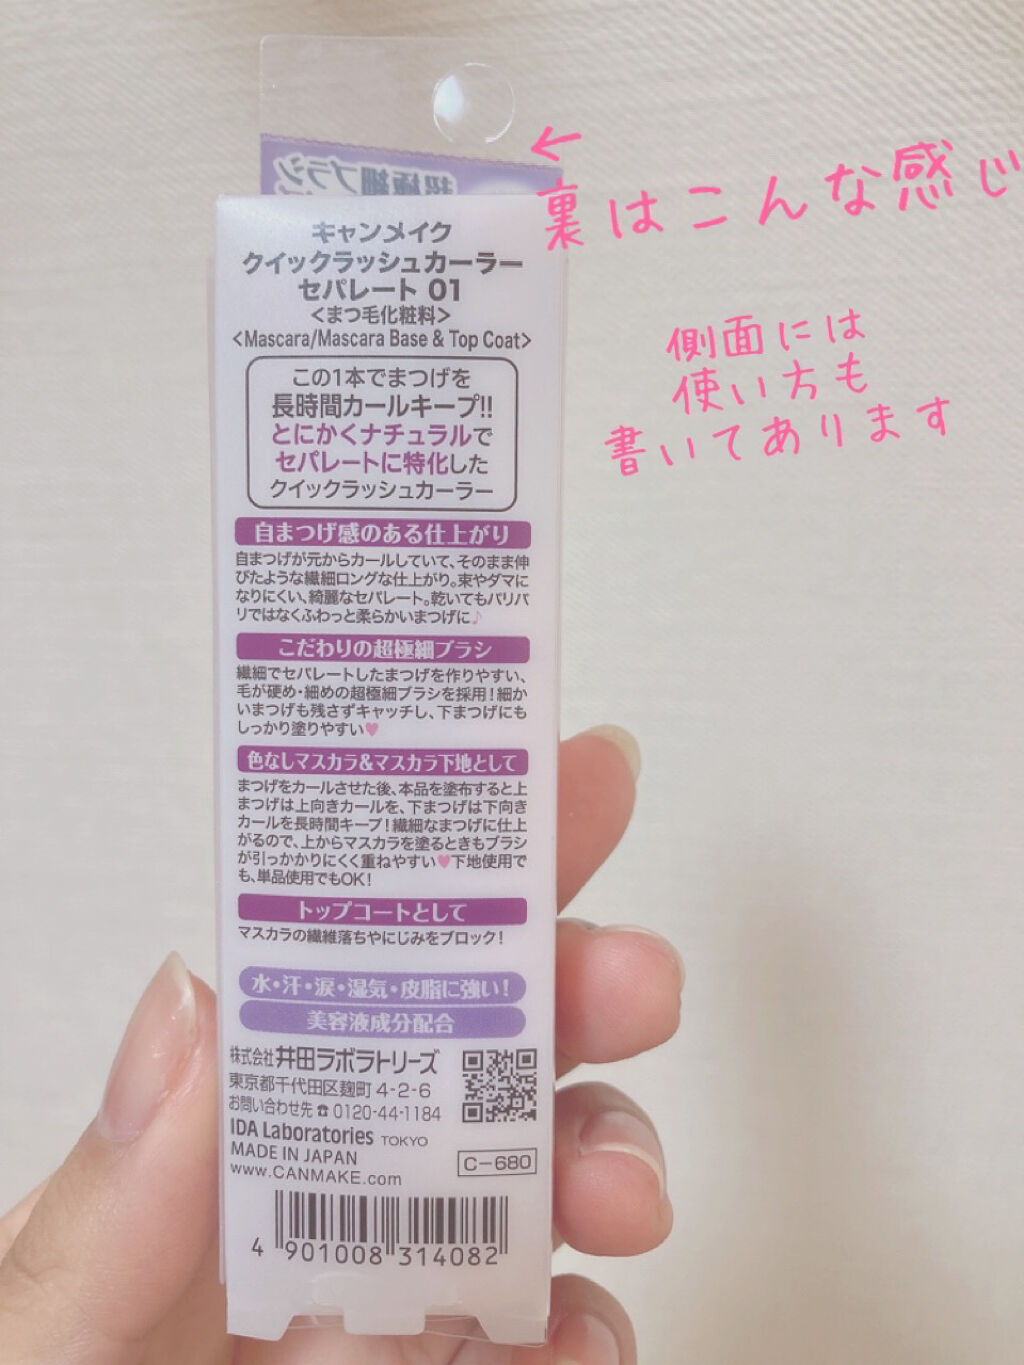 ←
裏はこんな感じ
側面には
使い方も
書いてあります
超極細ブラシ
キャンメイク
クイックラッシュカーラー
セパレート 01
<まつ毛化粧料>
<Mascara/Mascara Base & Top Coat>
この1本でまつげを
長時間カールキープ!!
とにかくナチュラルで
セパレートに特化した
クイックラッシュカーラー
自まつげ感のある仕上がり
自まつげが元からカールしていて、そのまま伸
びたような繊細ロングな仕上がり。束やダマに
なりにくい、綺麗なセパレート。乾いてもパリパ
リではなくふわっと柔らかいまつげに♪
こだわりの超極細ブラシ
繊細でセパレートしたまつげを作りやすい、
毛が硬め・細めの超極細ブラシを採用!細か
いまつげも残さずキャッチし、下まつげにも
しっかり塗りやすい♥
色なしマスカラ&マスカラ下地として
まつげをカールさせた後、本品を塗布すると上
まつげは上向きカールを、下まつげは下向き
カールを長時間キープ!繊細なまつげに仕上
がるので、上からマスカラを塗るときもブラシ
が引っかかりにくく重ねやすい♥下地使用で
も、単品使用でもOK!
トップコートとして
マスカラの繊維落ちやにじみをブロック!
水・汗・涙・湿気・皮脂に強い!
美容液成分配合
株式会社 井田ラボラトリーズ
東京都千代田区麹町 4-2-6
お問い合わせ先 ☎ 0120-44-1184
IDA Laboratories TOKYO
MADE IN JAPAN
www.CANMAKE.com
C-680
4 901008 314082